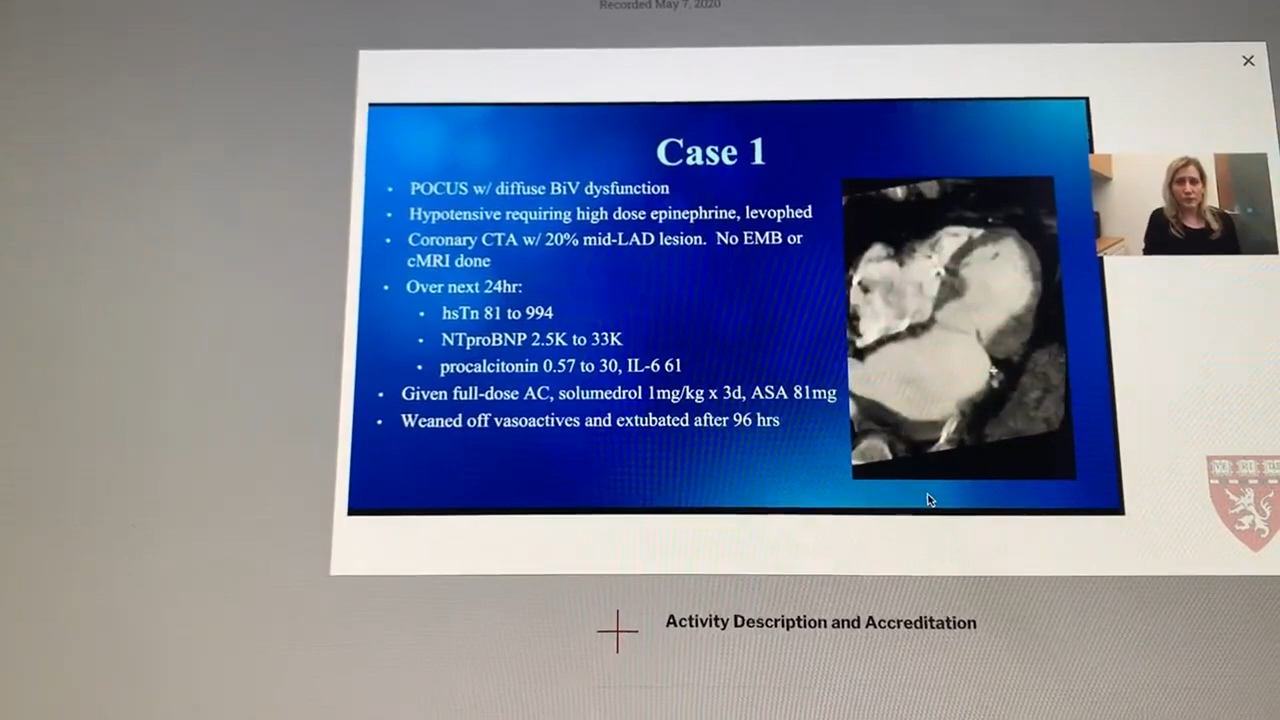 Recorded May 7, 2020
Case 1
• POCUS w/ diffuse BiV dysfunction
• Hypotensive requiring high dose epinephrine, levophed
• Coronary CTA w/ 20% mid-LAD lesion. No EMB or
cMRI done
• Over next 24hr:
• hsTn 81 to 994
• NTproBNP 2.5K to 33K
• procalcitonin 0.57 to 30, IL-6 61
• Given full-dose AC, solumedrol 1mg/kg x 3d, ASA 81mg
• Weaned off vasoactives and extubated after 96 hrs
Activity Description and Accreditation